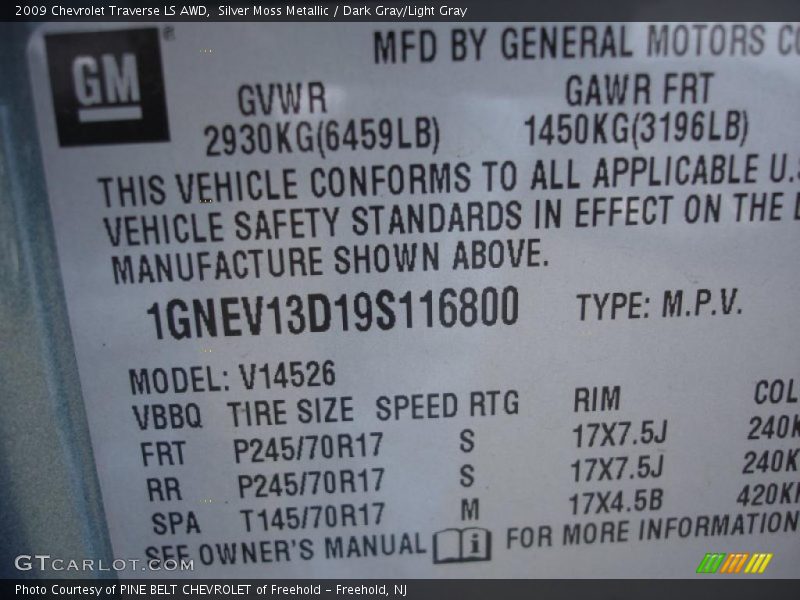 2009 Chevrolet Traverse LS AWD, Silver Moss Metallic / Dark Gray/Light Gray
GM ®
MFD BY GENERAL MOTORS CO
GVWR GAWR FRT
2930KG(6459LB) 1450KG(3196LB)
THIS VEHICLE CONFORMS TO ALL APPLICABLE U.S
VEHICLE SAFETY STANDARDS IN EFFECT ON THE D
MANUFACTURE SHOWN ABOVE.
1GNEV13D19S116800 TYPE: M.P.V.
MODEL: V14526
VBBQ TIRE SIZE SPEED RTG RIM COL
FRT P245/70R17 S 17X7.5J 240K
RR P245/70R17 S 17X7.5J 240K
SPA T145/70R17 M 17X4.5B 420K
SEE OWNER'S MANUAL i FOR MORE INFORMATION
GTCARLOT.COM
Photo Courtesy of PINE BELT CHEVROLET of Freehold - Freehold, NJ